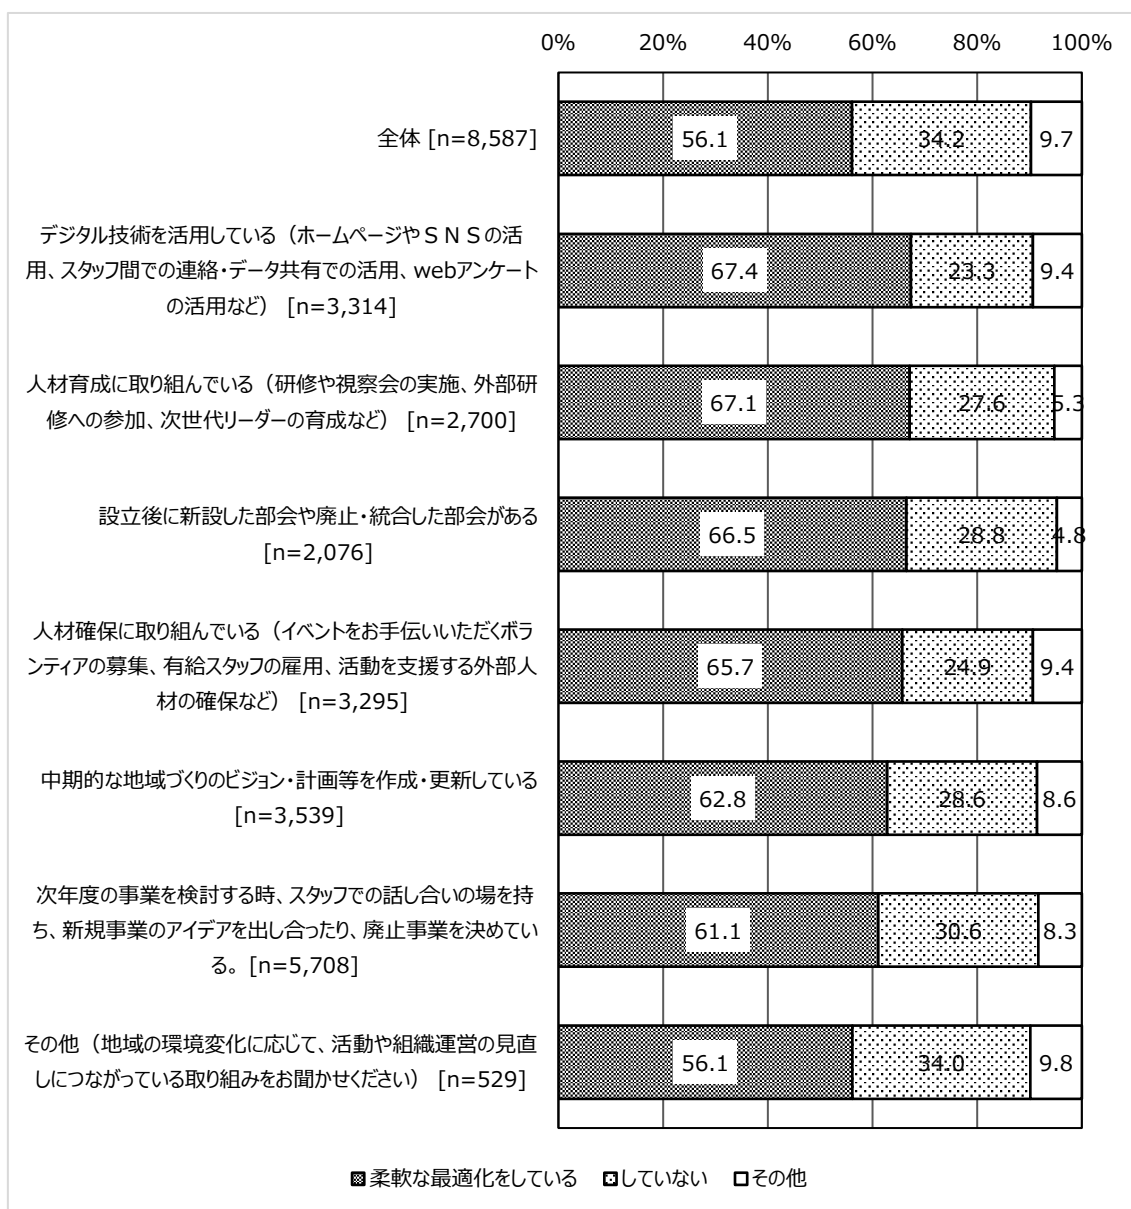 0% 20% 40% 60% 80% 100%
全体 [n=8,587]
56.1 34.2 9.7
デジタル技術を活用している（ホームページやＳＮＳの活
用、スタッフ間での連絡・データ共有での活用、webアンケート
の活用など） [n=3,314]
67.4 23.3 9.4
人材育成に取り組んでいる（研修や視察会の実施、外部研
修への参加、次世代リーダーの育成など） [n=2,700]
67.1 27.6 5.3
設立後に新設した部会や廃止・統合した部会がある
[n=2,076]
66.5 28.8 4.8
人材確保に取り組んでいる（イベントをお手伝いいただくボラ
ンティアの募集、有給スタッフの雇用、活動を支援する外部人
材の確保など） [n=3,295]
65.7 24.9 9.4
中期的な地域づくりのビジョン・計画等を作成・更新している
[n=3,539]
62.8 28.6 8.6
次年度の事業を検討する時、スタッフでの話し合いの場を持
ち、新規事業のアイデアを出し合ったり、廃止事業を決めてい
る。[n=5,708]
61.1 30.6 8.3
その他（地域の環境変化に応じて、活動や組織運営の見直
しにつながっている取り組みをお聞かせください） [n=529]
56.1 34.0 9.8
柔軟な最適化をしている していない その他